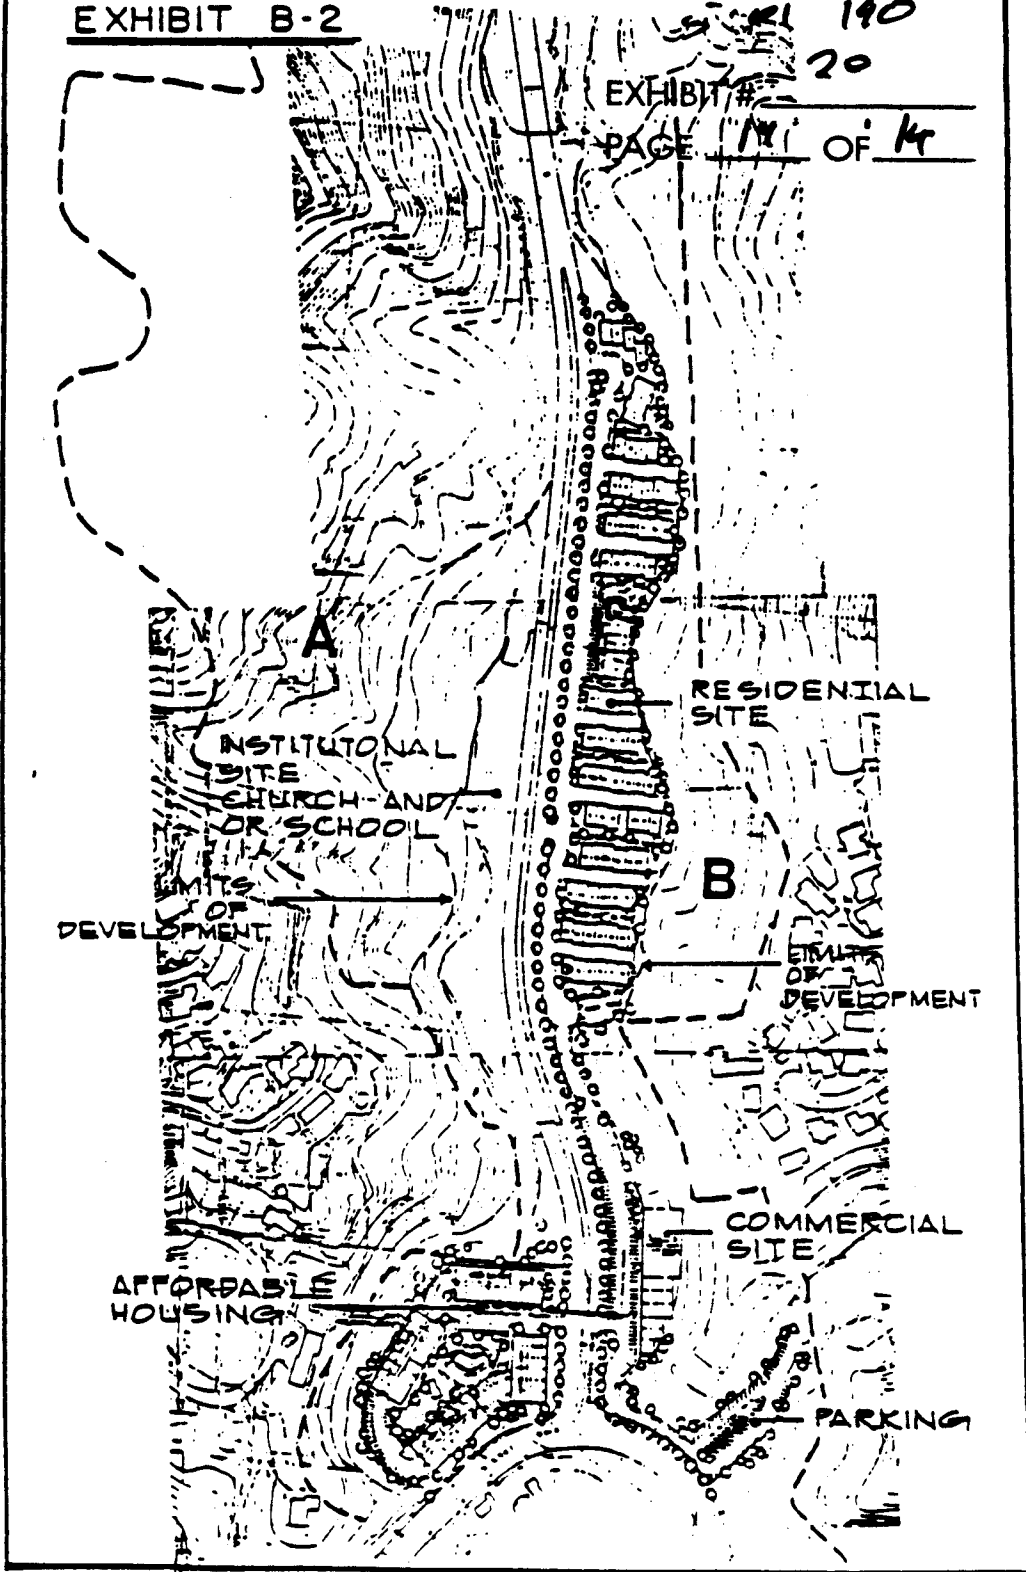 EXHIBIT B-2
190
20
EXHIBIT #
PAGE OF
A
RESIDENTIAL
SITE
INSTITUTONAL
SITE
CHURCH AND
OR SCHOOL
B
LIMITS
OF
DEVELOPMENT
LIMITS
OF
DEVELOPMENT
COMMERCIAL
SITE
AFFORDABLE
HOUSING
PARKING